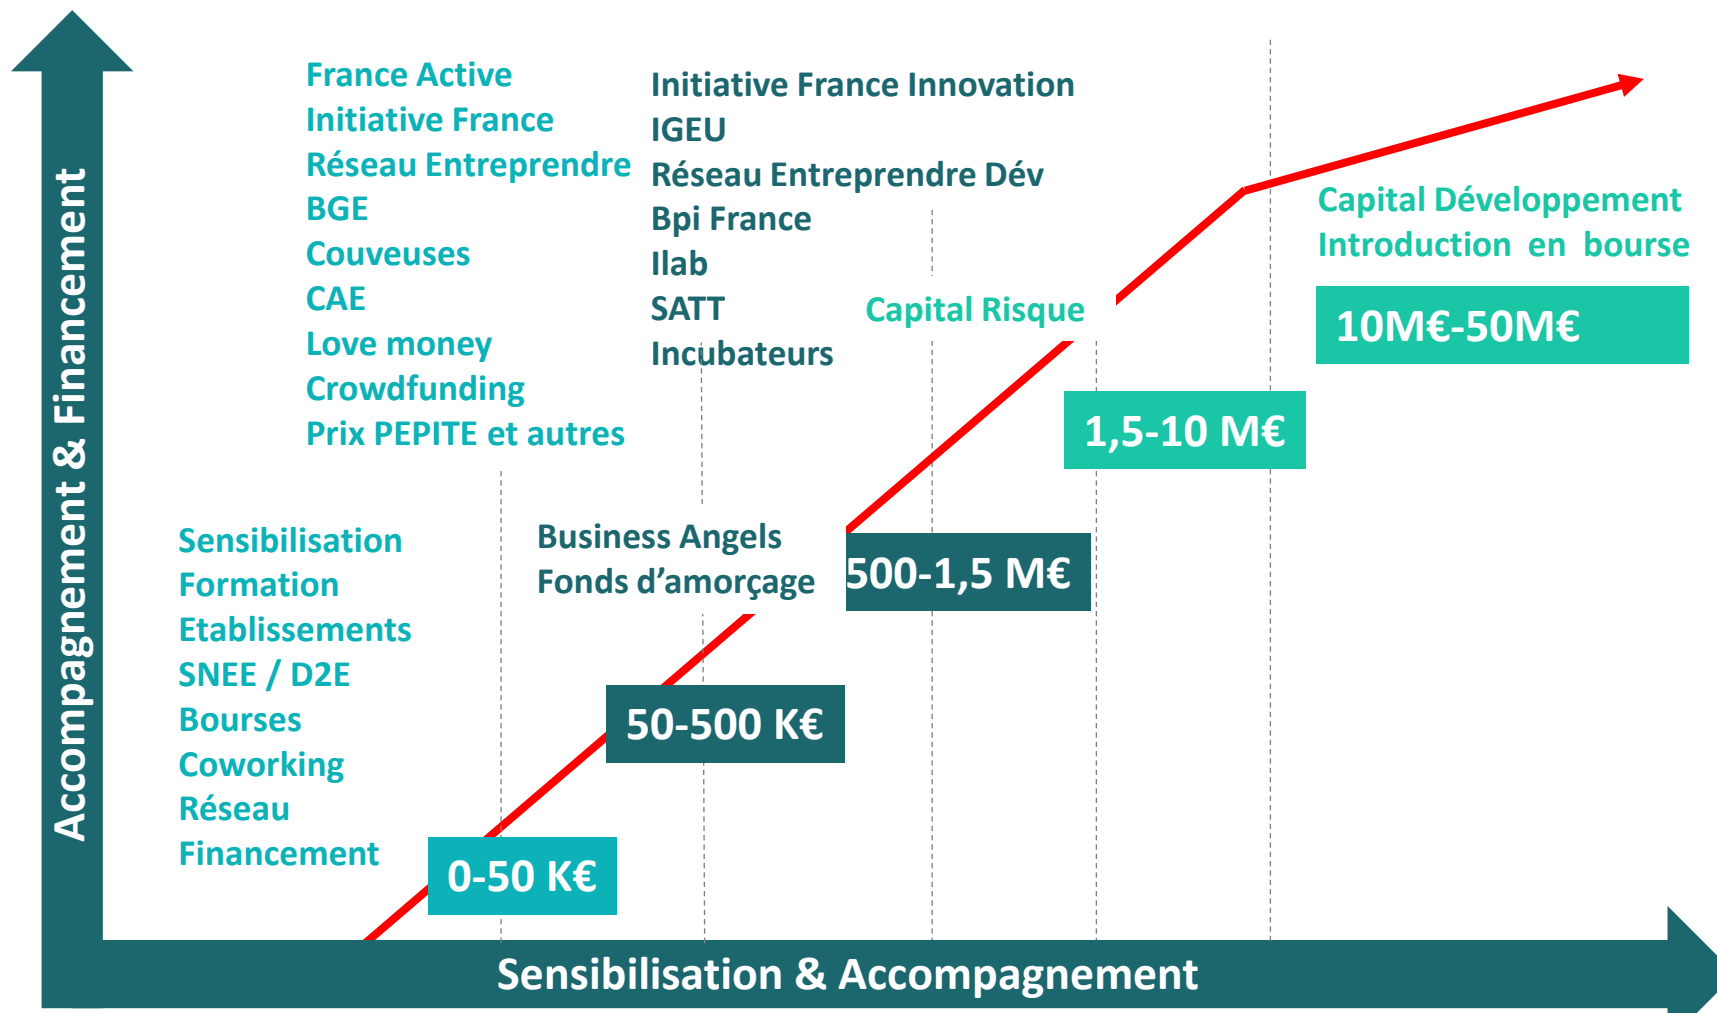 Accompagnement & Financement
France Active
Initiative France
Réseau Entreprendre
BGE
Couveuses
CAE
Love money
Crowdfunding
Prix PEPITE et autres
Initiative France Innovation
IGEU
Réseau Entreprendre Dév
Bpi France
Ilab
SATT
Incubateurs
Capital Risque
Capital Développement
Introduction en bourse
10M€-50M€
1,5-10 M€
Sensibilisation
Formation
Etablissements
SNEE / D2E
Bourses
Coworking
Réseau
Financement
Business Angels
Fonds d’amorçage
500-1,5 M€
50-500 K€
0-50 K€
Sensibilisation & Accompagnement